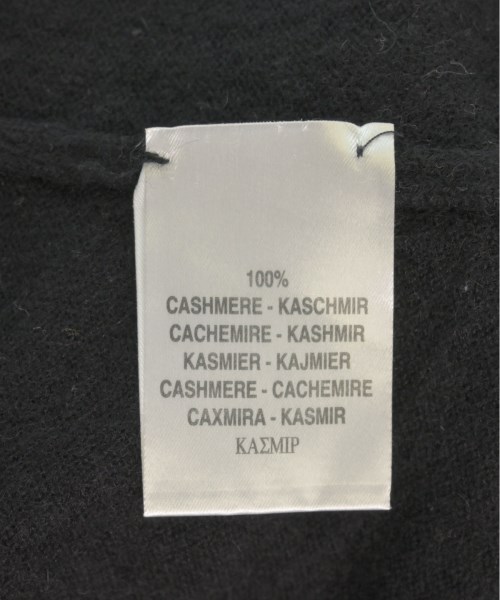 100%
CASHMERE - KASCHMIR
CACHEMIRE - KASHMIR
KASMIER - KAJMIER
CASHMERE - CACHEMIRE
CAXMIRA - KASMIR
ΚΑΣΜΙΡ